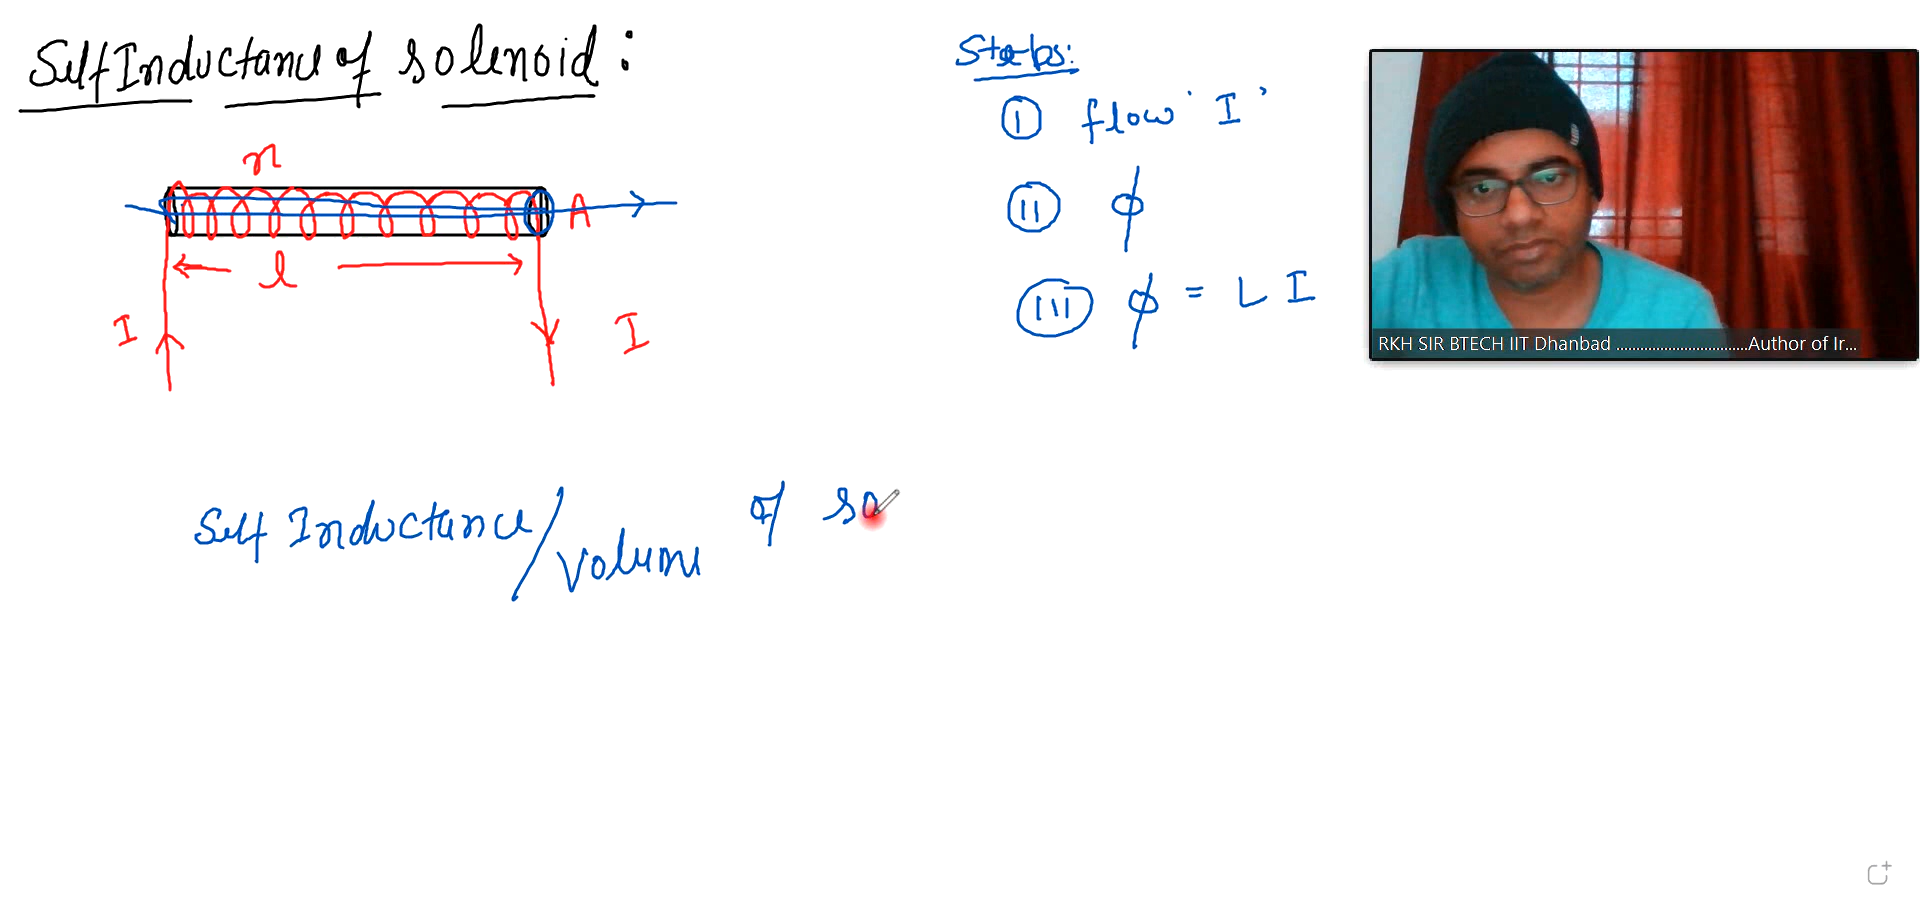 Self Inductance of solenoid :
n
A
l
I
I
Steps:
(I) flow 'I'
(II) ϕ
(III) ϕ = L I
RKH SIR BTECH IIT Dhanbad ................................Author of Ir...
Self Inductance/volume of so